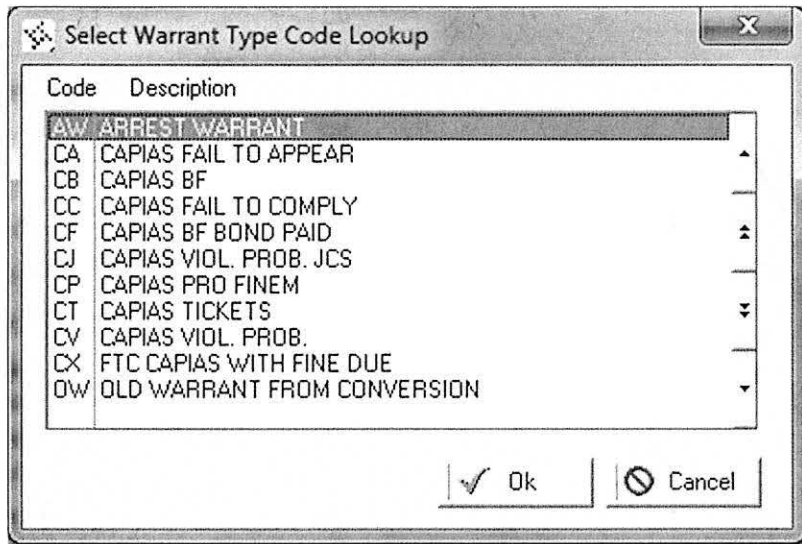 Select Warrant Type Code Lookup
Code Description
AW ARREST WARRANT
CA CAPIAS FAIL TO APPEAR
CB CAPIAS BF
CC CAPIAS FAIL TO COMPLY
CF CAPIAS BF BOND PAID
CJ CAPIAS VIOL. PROB. JCS
CP CAPIAS PRO FINEM
CT CAPIAS TICKETS
CV CAPIAS VIOL. PROB.
CX FTC CAPIAS WITH FINE DUE
OW OLD WARRANT FROM CONVERSION
Ok Cancel